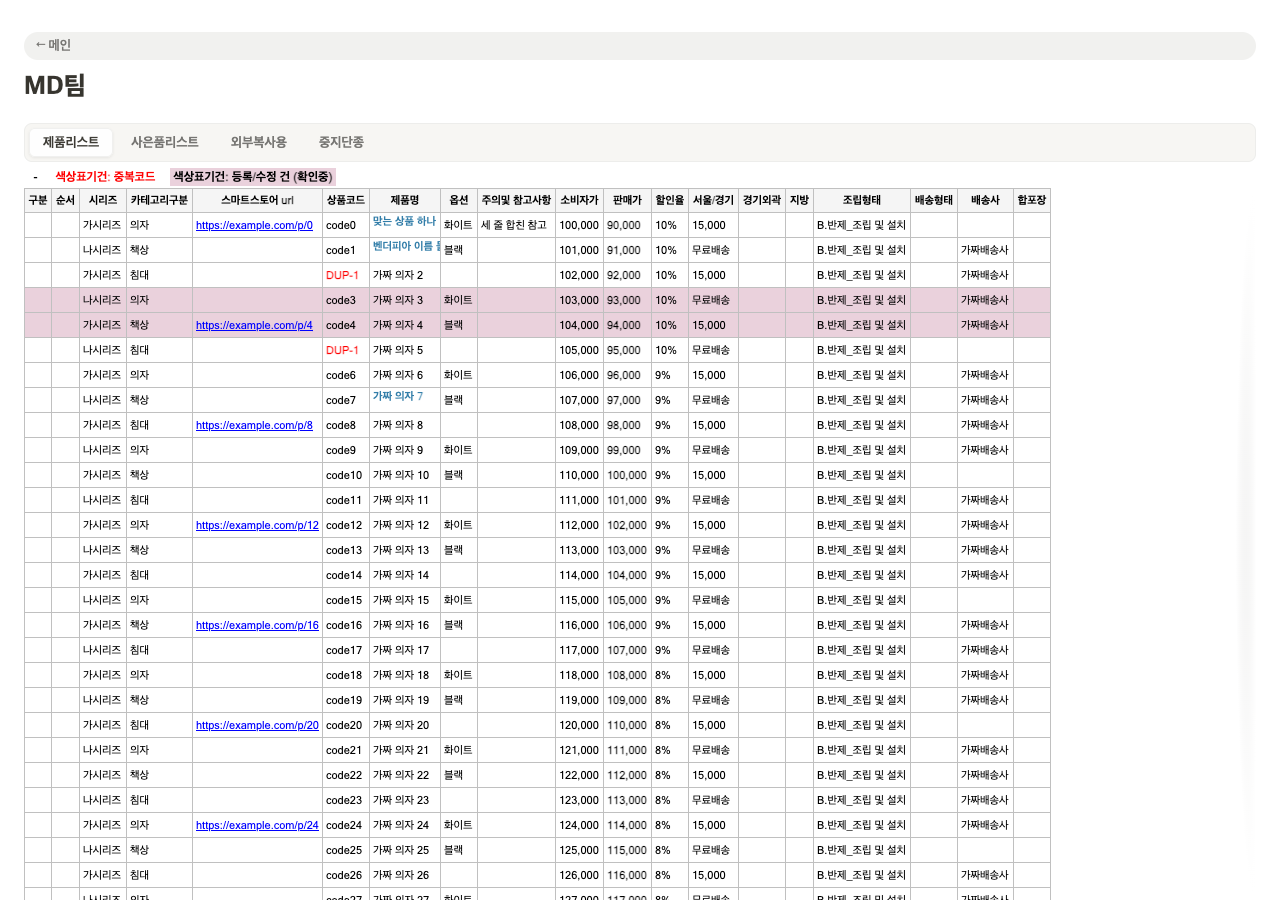 ← 메인
MD팀
제품리스트 사은품리스트 외부복사용 중지단종
- 색상표기건: 중복코드 색상표기건: 등록/수정 건 (확인중)
구분 순서 시리즈 카테고리구분 스마트스토어 url 상품코드 제품명 옵션 주의및 참고사항 소비자가 판매가 할인율 서울/경기 경기외곽 지방 조립형태 배송형태 배송사 합포장
가시리즈 의자 https://example.com/p/0 code0 맞는 상품 하나 화이트 세 줄 합친 참고 100,000 90,000 10% 15,000 B.반제_조립 및 설치
나시리즈 책상 code1 벤더피아 이름 블랙 101,000 91,000 10% 무료배송 B.반제_조립 및 설치 가짜배송사
가시리즈 침대 DUP-1 가짜 의자 2 102,000 92,000 10% 15,000 B.반제_조립 및 설치 가짜배송사
나시리즈 의자 code3 가짜 의자 3 화이트 103,000 93,000 10% 무료배송 B.반제_조립 및 설치 가짜배송사
가시리즈 책상 https://example.com/p/4 code4 가짜 의자 4 블랙 104,000 94,000 10% 15,000 B.반제_조립 및 설치 가짜배송사
나시리즈 침대 DUP-1 가짜 의자 5 105,000 95,000 10% 무료배송 B.반제_조립 및 설치
가시리즈 의자 code6 가짜 의자 6 화이트 106,000 96,000 9% 15,000 B.반제_조립 및 설치 가짜배송사
나시리즈 책상 code7 가짜 의자 7 블랙 107,000 97,000 9% 무료배송 B.반제_조립 및 설치 가짜배송사
가시리즈 침대 https://example.com/p/8 code8 가짜 의자 8 108,000 98,000 9% 15,000 B.반제_조립 및 설치 가짜배송사
나시리즈 의자 code9 가짜 의자 9 화이트 109,000 99,000 9% 무료배송 B.반제_조립 및 설치 가짜배송사
가시리즈 책상 code10 가짜 의자 10 블랙 110,000 100,000 9% 15,000 B.반제_조립 및 설치
나시리즈 침대 code11 가짜 의자 11 111,000 101,000 9% 무료배송 B.반제_조립 및 설치 가짜배송사
가시리즈 의자 https://example.com/p/12 code12 가짜 의자 12 화이트 112,000 102,000 9% 15,000 B.반제_조립 및 설치 가짜배송사
나시리즈 책상 code13 가짜 의자 13 블랙 113,000 103,000 9% 무료배송 B.반제_조립 및 설치 가짜배송사
가시리즈 침대 code14 가짜 의자 14 114,000 104,000 9% 15,000 B.반제_조립 및 설치 가짜배송사
나시리즈 의자 code15 가짜 의자 15 화이트 115,000 105,000 9% 무료배송 B.반제_조립 및 설치
가시리즈 책상 https://example.com/p/16 code16 가짜 의자 16 블랙 116,000 106,000 9% 15,000 B.반제_조립 및 설치 가짜배송사
나시리즈 침대 code17 가짜 의자 17 117,000 107,000 9% 무료배송 B.반제_조립 및 설치 가짜배송사
가시리즈 의자 code18 가짜 의자 18 화이트 118,000 108,000 8% 15,000 B.반제_조립 및 설치 가짜배송사
나시리즈 책상 code19 가짜 의자 19 블랙 119,000 109,000 8% 무료배송 B.반제_조립 및 설치 가짜배송사
가시리즈 침대 https://example.com/p/20 code20 가짜 의자 20 120,000 110,000 8% 15,000 B.반제_조립 및 설치
나시리즈 의자 code21 가짜 의자 21 화이트 121,000 111,000 8% 무료배송 B.반제_조립 및 설치 가짜배송사
가시리즈 책상 code22 가짜 의자 22 블랙 122,000 112,000 8% 15,000 B.반제_조립 및 설치 가짜배송사
나시리즈 침대 code23 가짜 의자 23 123,000 113,000 8% 무료배송 B.반제_조립 및 설치 가짜배송사
가시리즈 의자 https://example.com/p/24 code24 가짜 의자 24 화이트 124,000 114,000 8% 15,000 B.반제_조립 및 설치 가짜배송사
나시리즈 책상 code25 가짜 의자 25 블랙 125,000 115,000 8% 무료배송 B.반제_조립 및 설치
가시리즈 침대 code26 가짜 의자 26 126,000 116,000 8% 15,000 B.반제_조립 및 설치 가짜배송사
나시리즈 의자 code27 가짜 의자 27 화이트 127,000 117,000 8% 무료배송 B.반제_조립 및 설치 가짜배송사